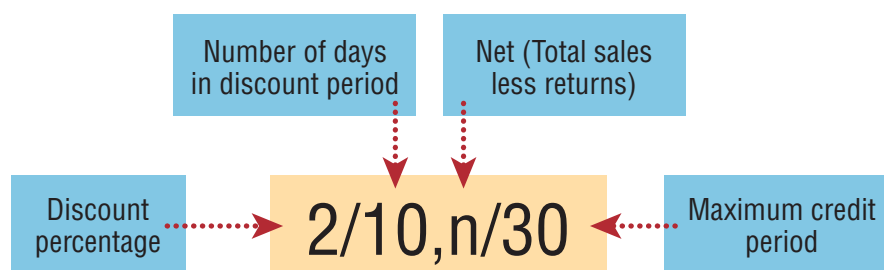 Number of days
in discount period
Net (Total sales
less returns)
Discount
percentage
2/10,n/30
Maximum credit
period